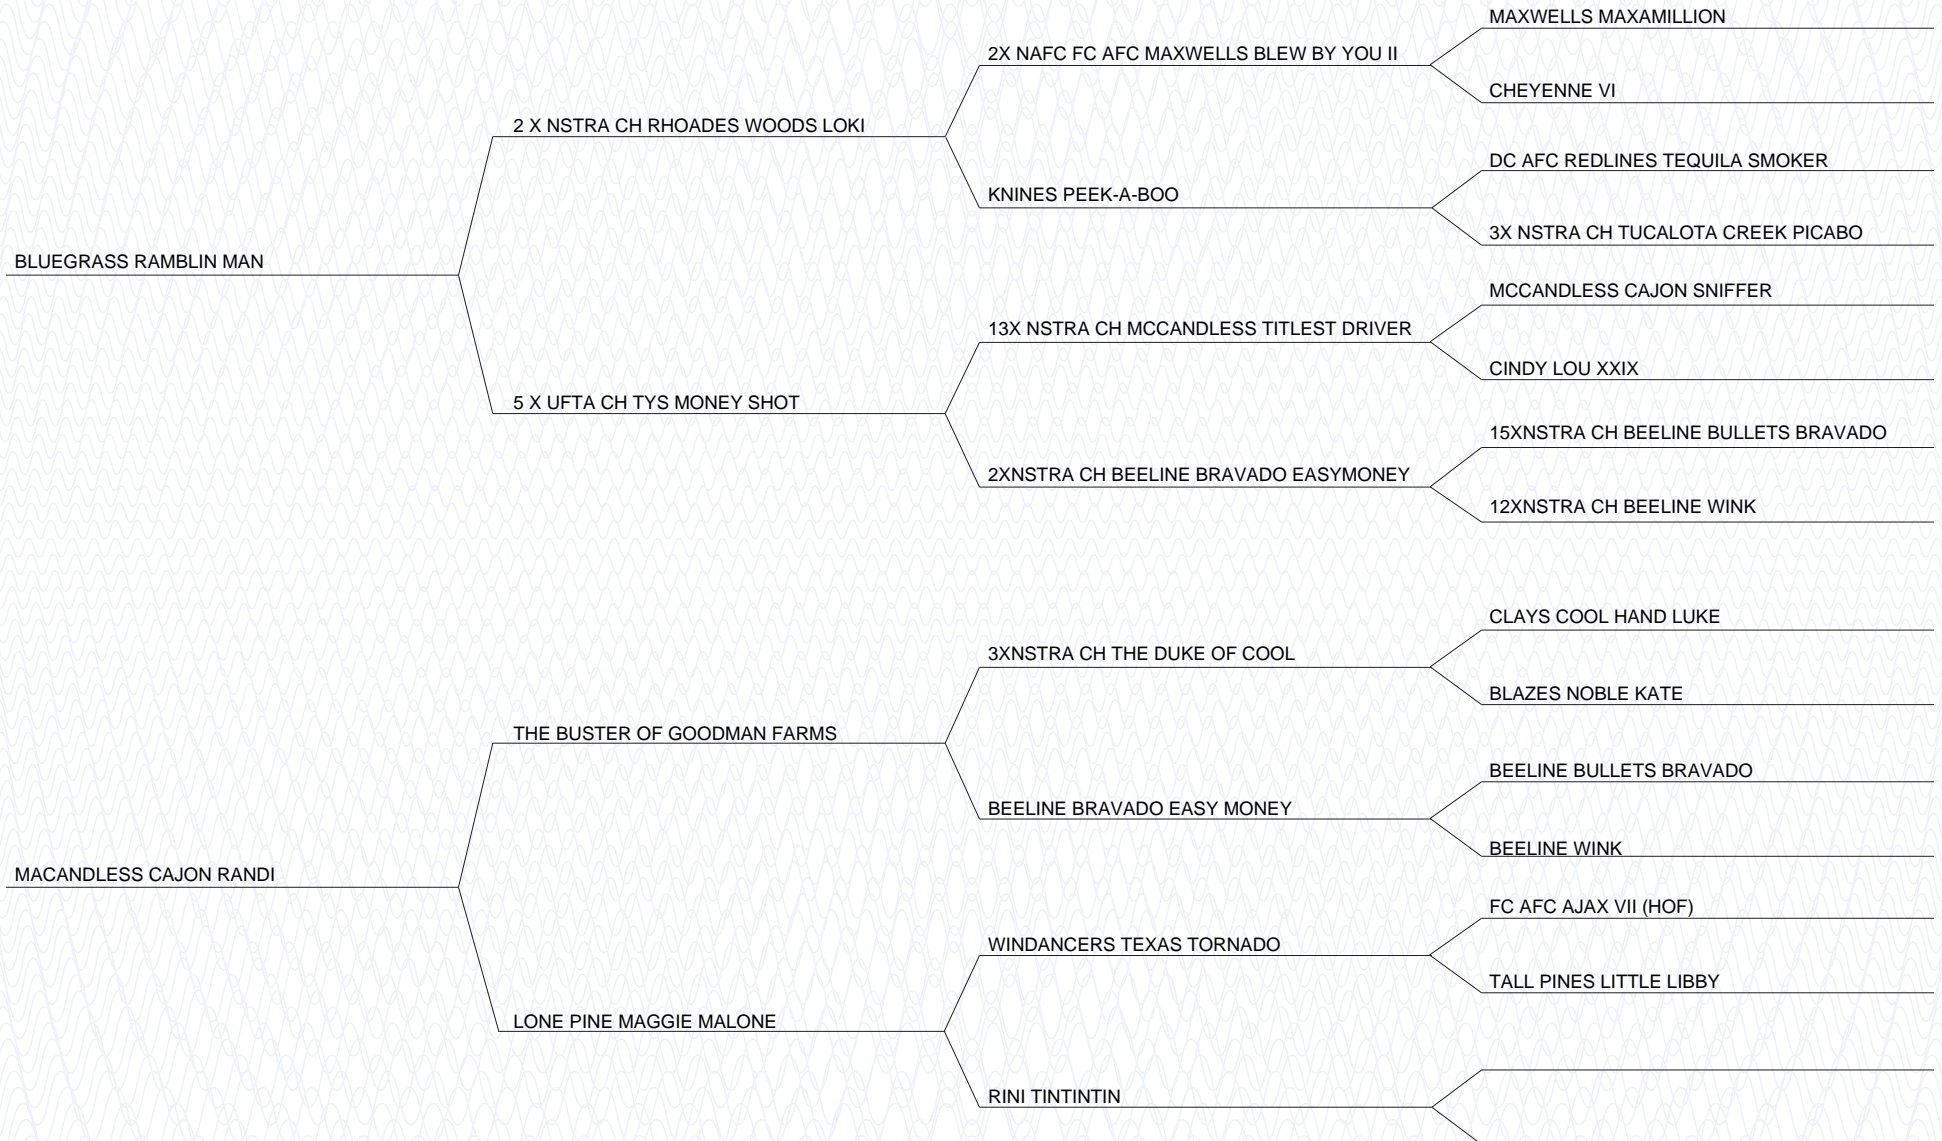 MAXWELLS MAXAMILLION
2X NAFC FC AFC MAXWELLS BLEW BY YOU II
CHEYENNE VI
2 X NSTRA CH RHOADES WOODS LOKI
DC AFC REDLINES TEQUILA SMOKER
KNINES PEEK-A-BOO
3X NSTRA CH TUCALOTA CREEK PICABO
BLUEGRASS RAMBLIN MAN
MCCANDLESS CAJON SNIFFER
13X NSTRA CH MCCANDLESS TITLEST DRIVER
CINDY LOU XXIX
5 X UFTA CH TYS MONEY SHOT
15XNSTRA CH BEELINE BULLETS BRAVADO
2XNSTRA CH BEELINE BRAVADO EASYMONEY
12XNSTRA CH BEELINE WINK
CLAYS COOL HAND LUKE
3XNSTRA CH THE DUKE OF COOL
BLAZES NOBLE KATE
THE BUSTER OF GOODMAN FARMS
BEELINE BULLETS BRAVADO
BEELINE BRAVADO EASY MONEY
BEELINE WINK
MACANDLESS CAJON RANDI
FC AFC AJAX VII (HOF)
WINDANCERS TEXAS TORNADO
TALL PINES LITTLE LIBBY
LONE PINE MAGGIE MALONE
RINI TINTINTIN